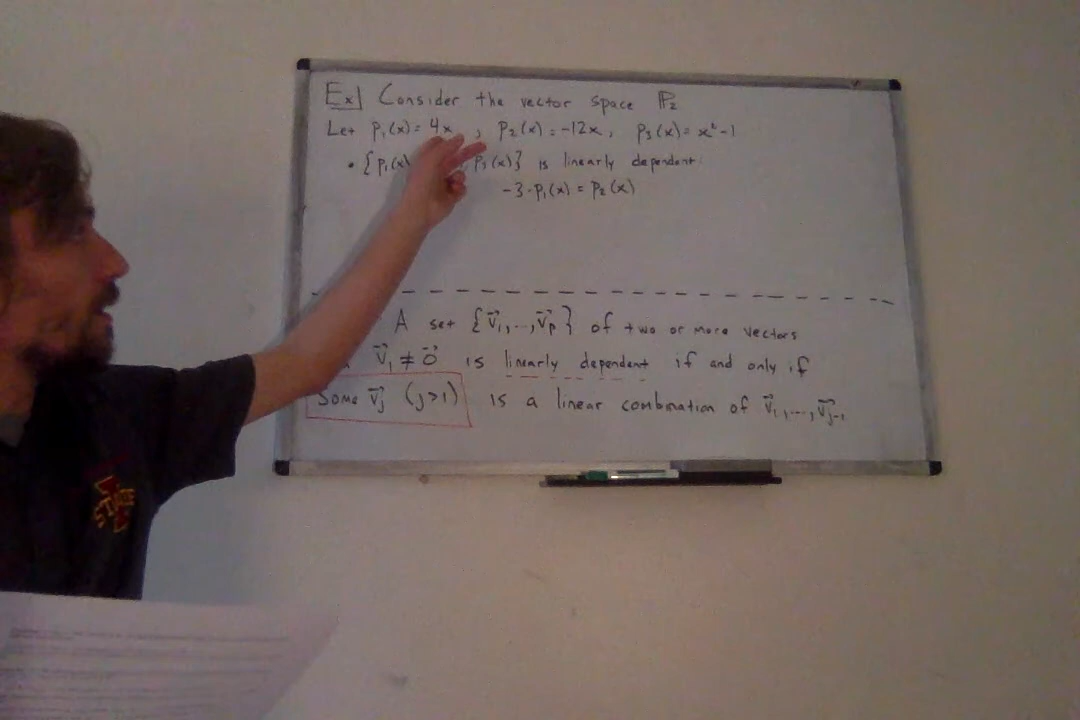 Ex] Consider the vector space ℙ₂
Let p₁(x) = 4x , p₂(x) = -12x, p₃(x) = x² - 1
• {p₁(x) p₃(x)} is linearly dependent:
-3·p₁(x) = p₂(x)
A set {v⃗₁,...,v⃗ₚ} of two or more vectors
v⃗₁ ≠ 0⃗ is linearly dependent if and only if
Some v⃗ⱼ (j>1) is a linear combination of v⃗₁,...,v⃗ⱼ₋₁
STATE